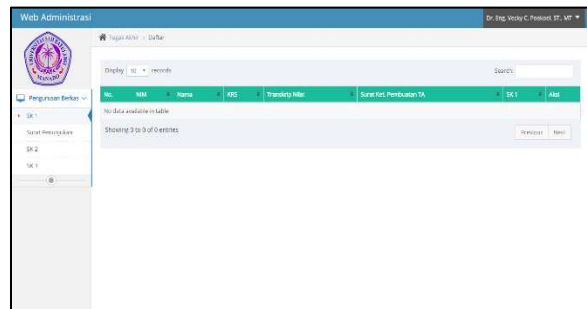 Web Administrasi
Dr. Eng. Vecky C. Poekoel, ST., MT
Tugas Akhir > Daftar
Display 10 records
Search:
Pengurusan Berkas
No. NIM Nama KRS Transkrip Nilai Surat Ket. Pembuatan TA SK 1 Aksi
SK 1
No data available in table
Surat Penunjukan
Showing 0 to 0 of 0 entries
Previous Next
SK 2
SK 3